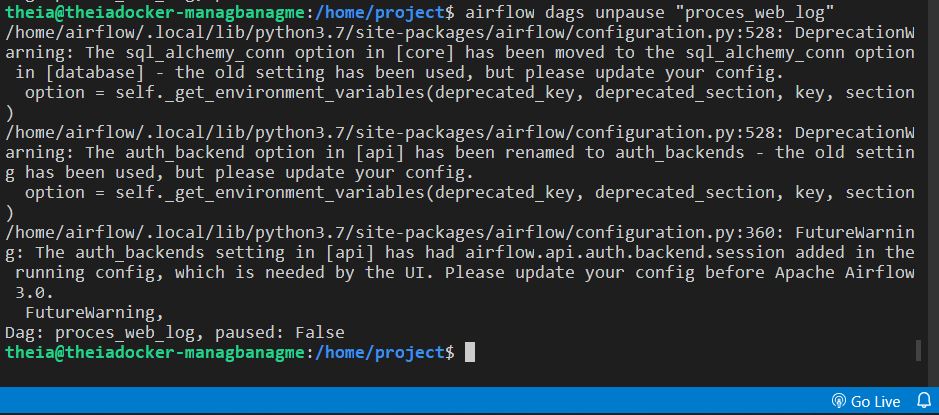 theia@theiadocker-managbanagme:/home/project$ airflow dags unpause "proces_web_log"
/home/airflow/.local/lib/python3.7/site-packages/airflow/configuration.py:528: DeprecationW
arning: The sql_alchemy_conn option in [core] has been moved to the sql_alchemy_conn option
 in [database] - the old setting has been used, but please update your config.
  option = self._get_environment_variables(deprecated_key, deprecated_section, key, section
)
/home/airflow/.local/lib/python3.7/site-packages/airflow/configuration.py:528: DeprecationW
arning: The auth_backend option in [api] has been renamed to auth_backends - the old settin
g has been used, but please update your config.
  option = self._get_environment_variables(deprecated_key, deprecated_section, key, section
)
/home/airflow/.local/lib/python3.7/site-packages/airflow/configuration.py:360: FutureWarnin
g: The auth_backends setting in [api] has had airflow.api.auth.backend.session added in the
 running config, which is needed by the UI. Please update your config before Apache Airflow
 3.0.
  FutureWarning,
Dag: proces_web_log, paused: False
theia@theiadocker-managbanagme:/home/project$
Go Live